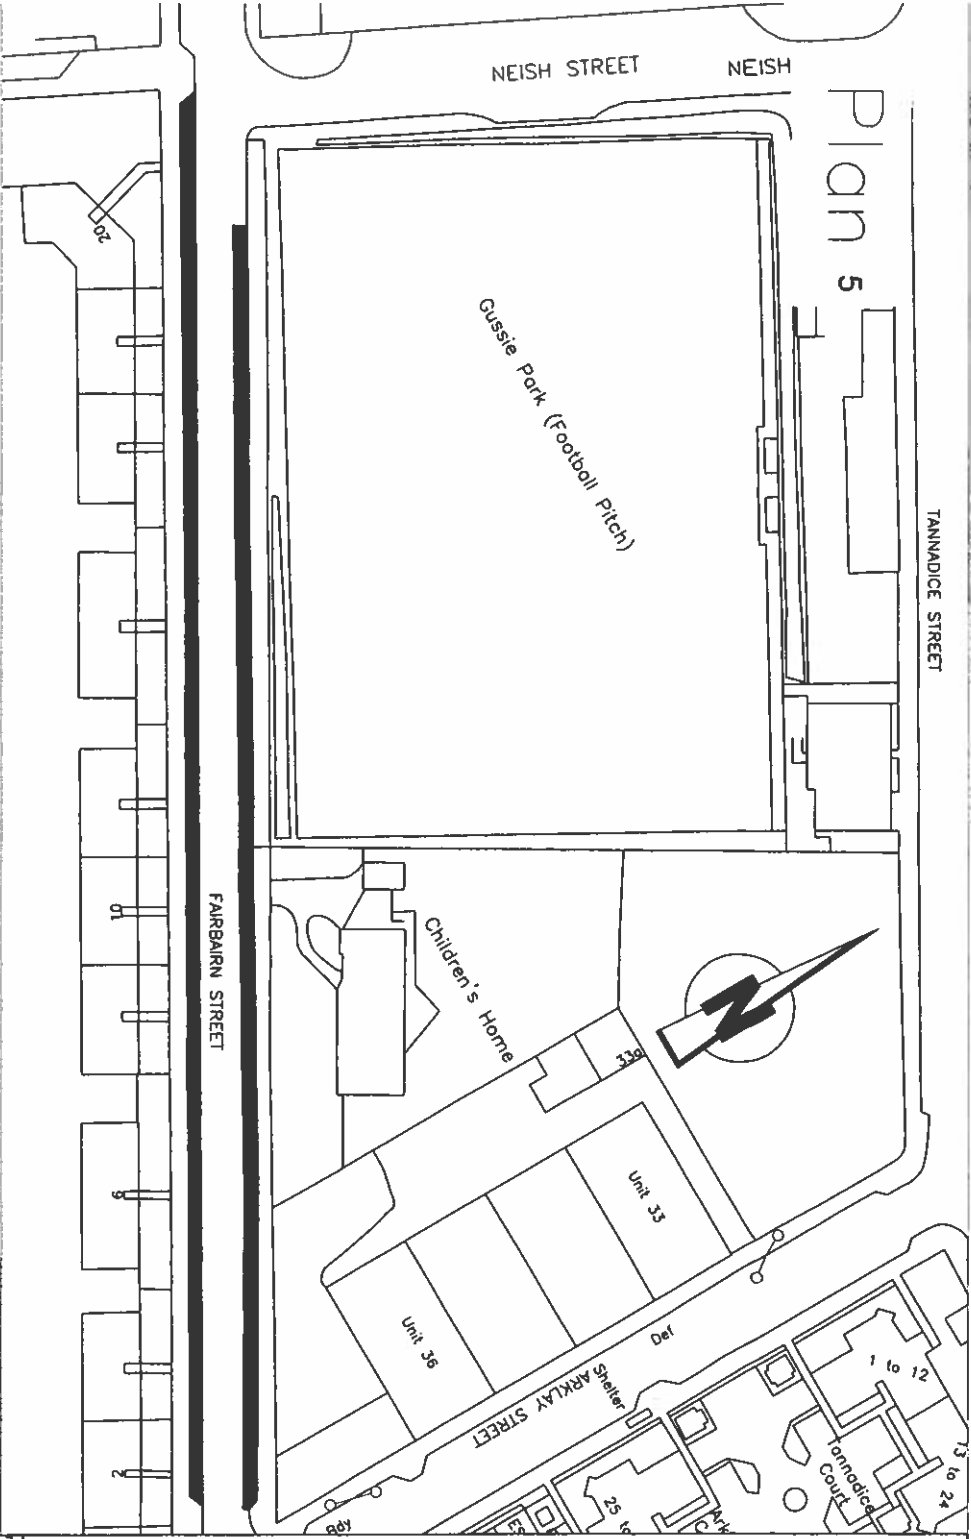 NEISH STREET
NEISH
Plan 5
20
Gussie Park (Football Pitch)
TANNADICE STREET
FAIRBAIRN STREET
10
Children's Home
33a
6
Unit 33
Unit 36
Def
Shelter
ARKLAY STREET
1 to 12
13 to 24
Tannadice
Court
2
Bdy
25 to
Ark